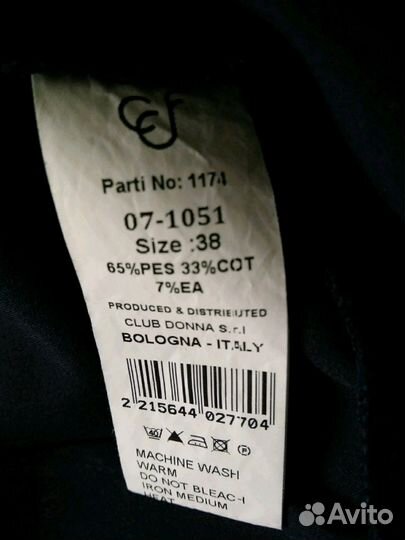 Parti No: 1174
07-1051
Size :38
65%PES 33%COT
7%EA
PRODUCED & DISTRIBUTED
CLUB DONNA S.r.l
BOLOGNA - ITALY
2 215644 027704
40
P
MACHINE WASH
WARM
DO NOT BLEACH
IRON MEDIUM
HEAT
Avito